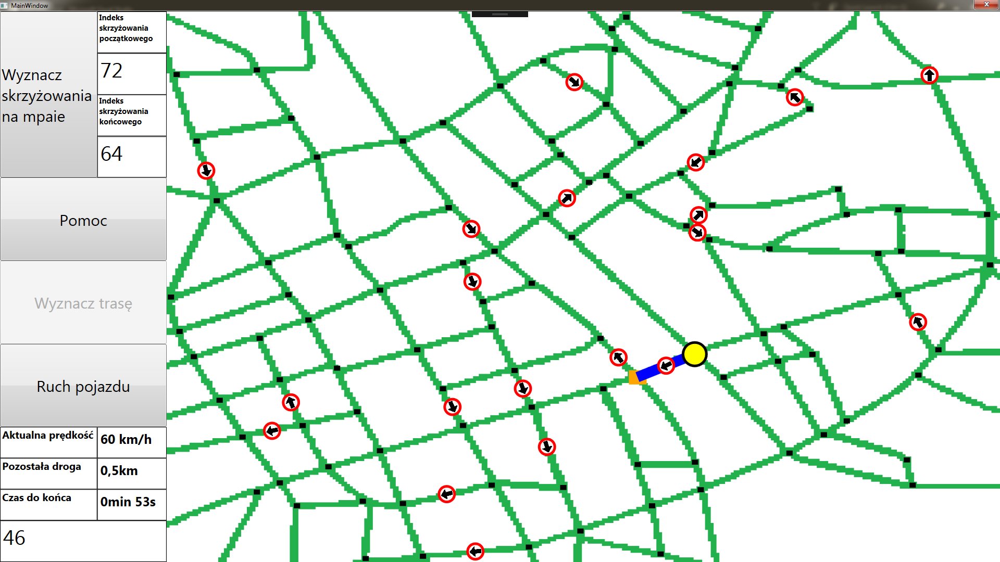 MainWindow
Wyznacz
skrzyżowania
na mpaie
Indeks
skrzyżowania
początkowego
72
Indeks
skrzyżowania
końcowego
64
Pomoc
Wyznacz trasę
Ruch pojazdu
Aktualna prędkość
60 km/h
Pozostała droga
0,5km
Czas do końca
0min 53s
46